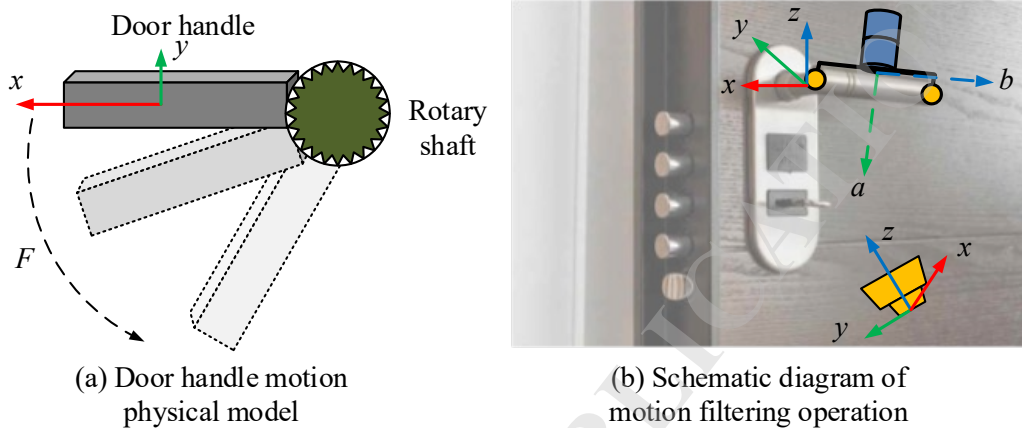 Door handle
y
x
Rotary
shaft
F
(a) Door handle motion
physical model
z
y
x
b
a
z
x
y
(b) Schematic diagram of
motion filtering operation